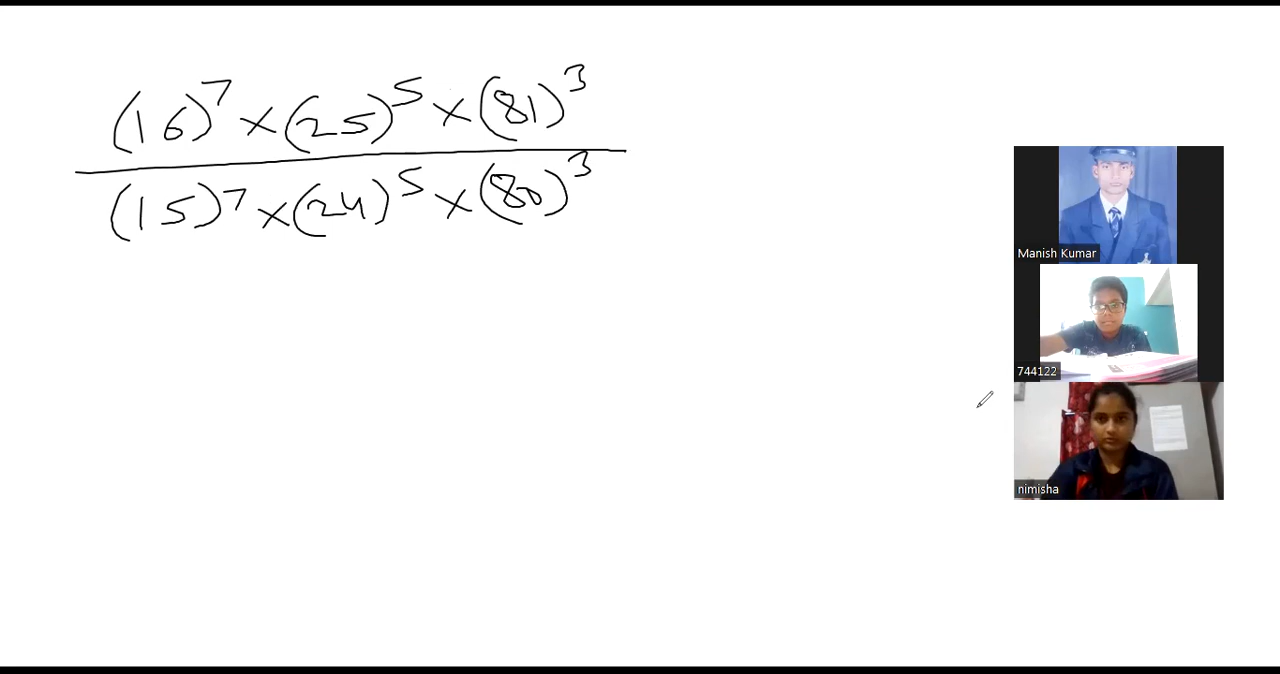 (16)⁷ × (25)⁵ × (81)³
(15)⁷ × (24)⁵ × (80)³
Manish Kumar
744122
nimisha